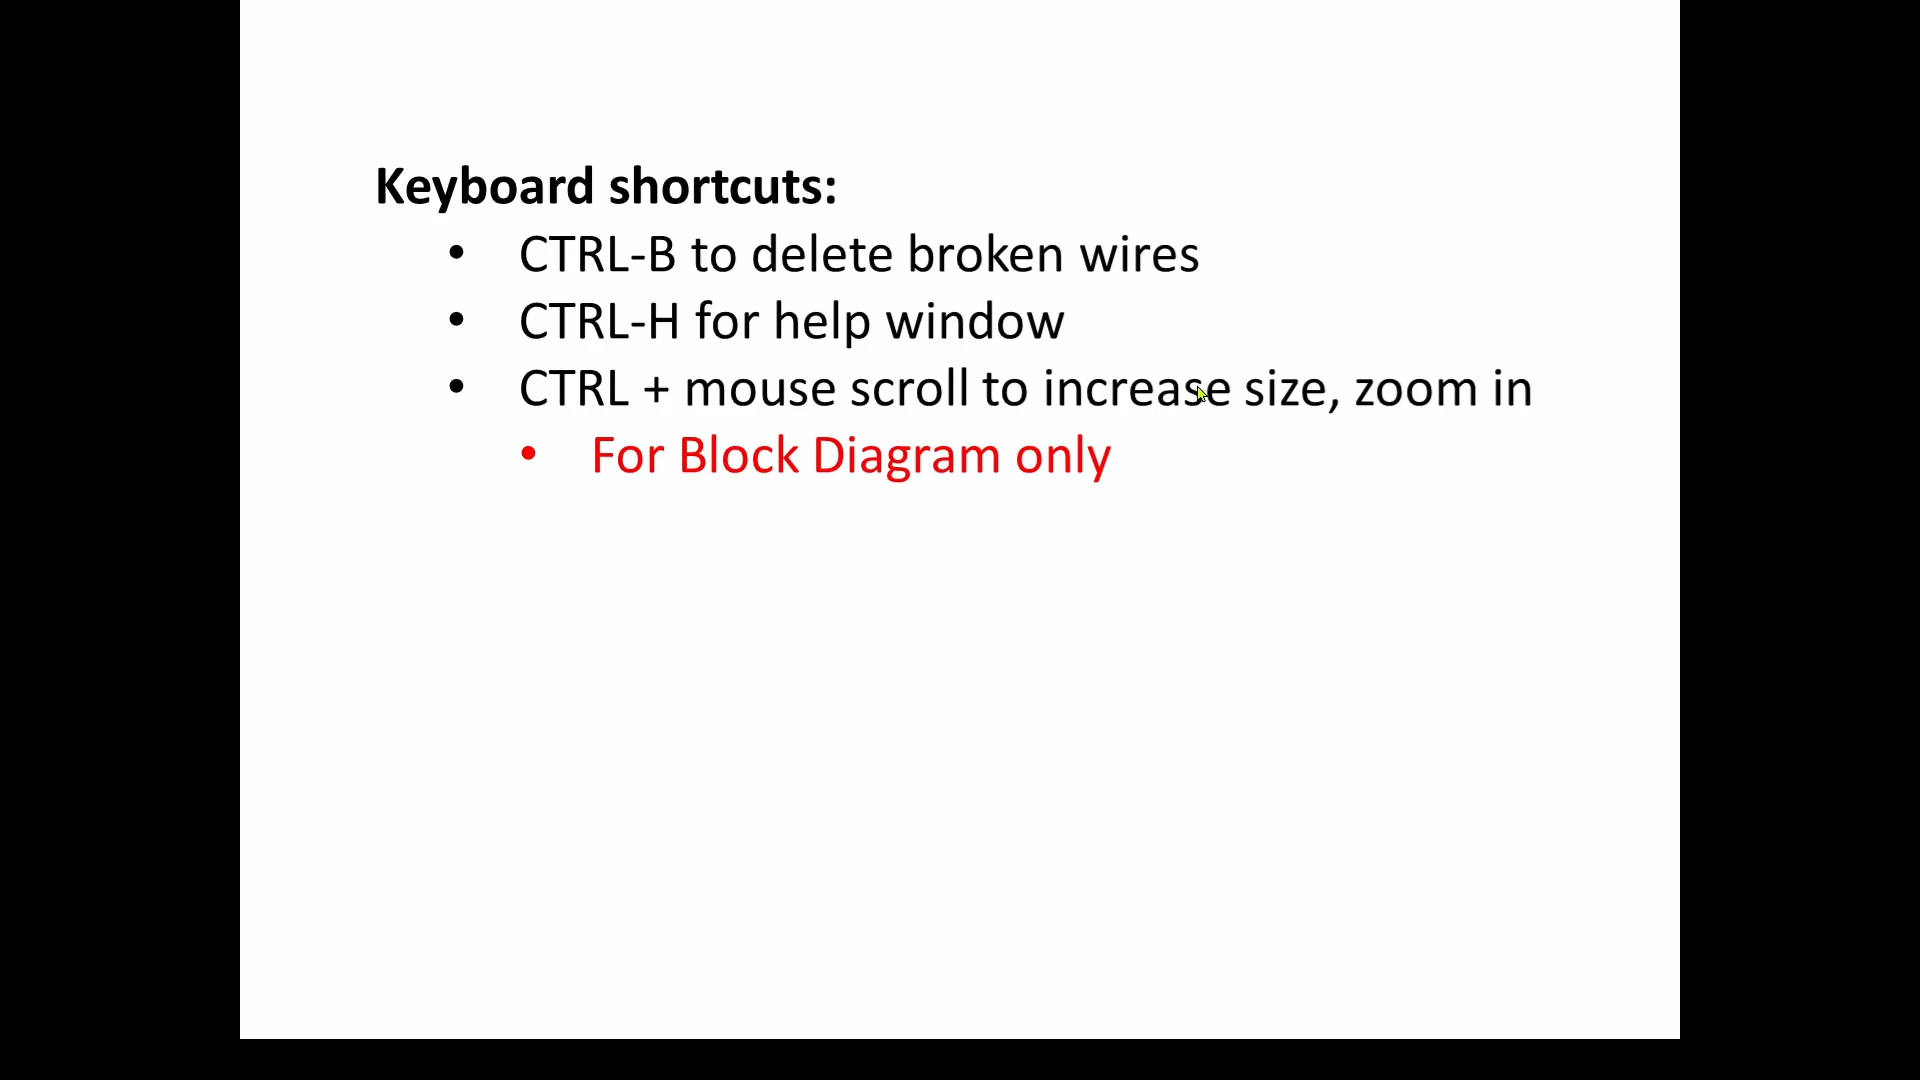 Keyboard shortcuts:
• CTRL-B to delete broken wires
• CTRL-H for help window
• CTRL + mouse scroll to increase size, zoom in
• For Block Diagram only